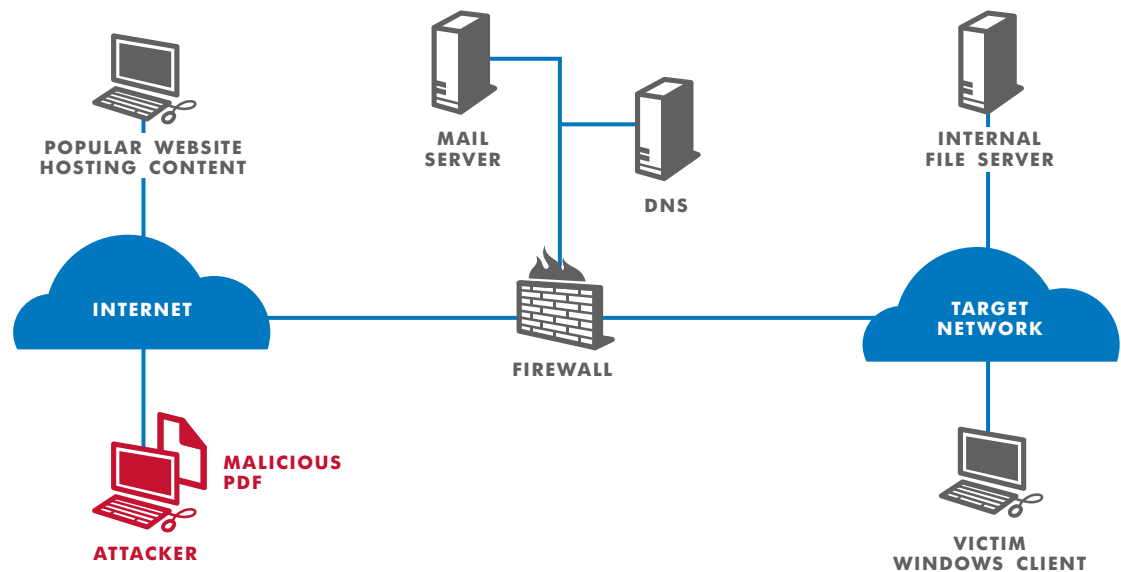 POPULAR WEBSITE
HOSTING CONTENT
MAIL
SERVER
DNS
INTERNAL
FILE SERVER
INTERNET
FIREWALL
TARGET
NETWORK
MALICIOUS
PDF
ATTACKER
VICTIM
WINDOWS CLIENT